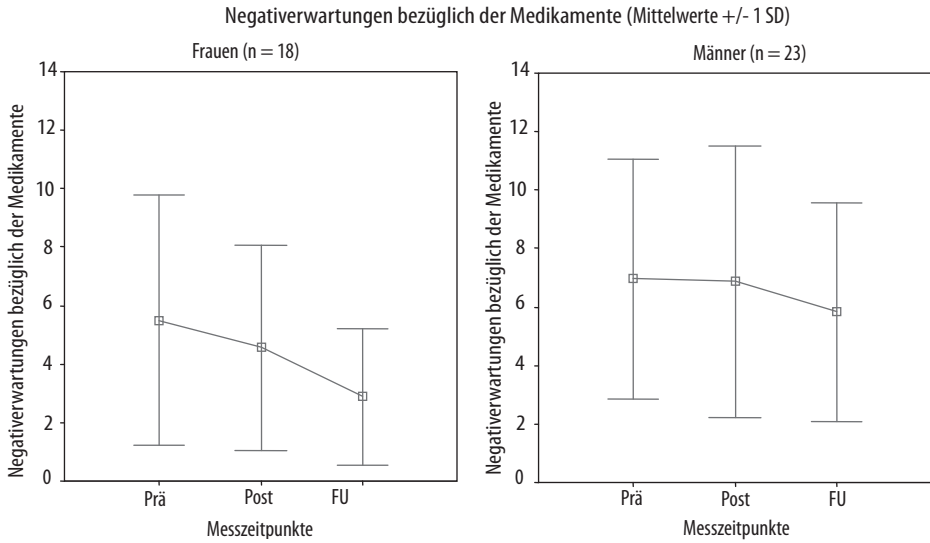 Negativerwartungen bezüglich der Medikamente (Mittelwerte +/- 1 SD)
Frauen (n = 18)
Negativerwartungen bezüglich der Medikamente
14
12
10
8
6
4
2
0
Prä Post FU
Messzeitpunkte
Männer (n = 23)
Negativerwartungen bezüglich der Medikamente
14
12
10
8
6
4
2
0
Prä Post FU
Messzeitpunkte